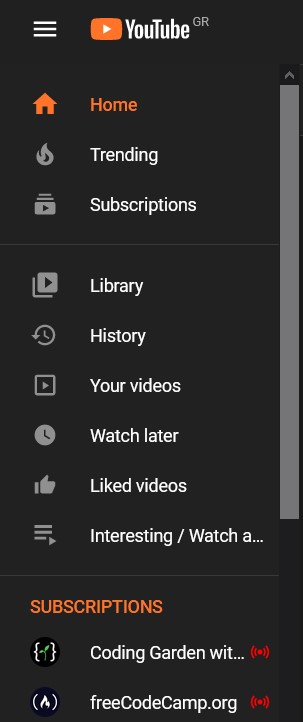 YouTube GR
Home
Trending
Subscriptions
Library
History
Your videos
Watch later
Liked videos
Interesting / Watch a...
SUBSCRIPTIONS
Coding Garden wit...
freeCodeCamp.org